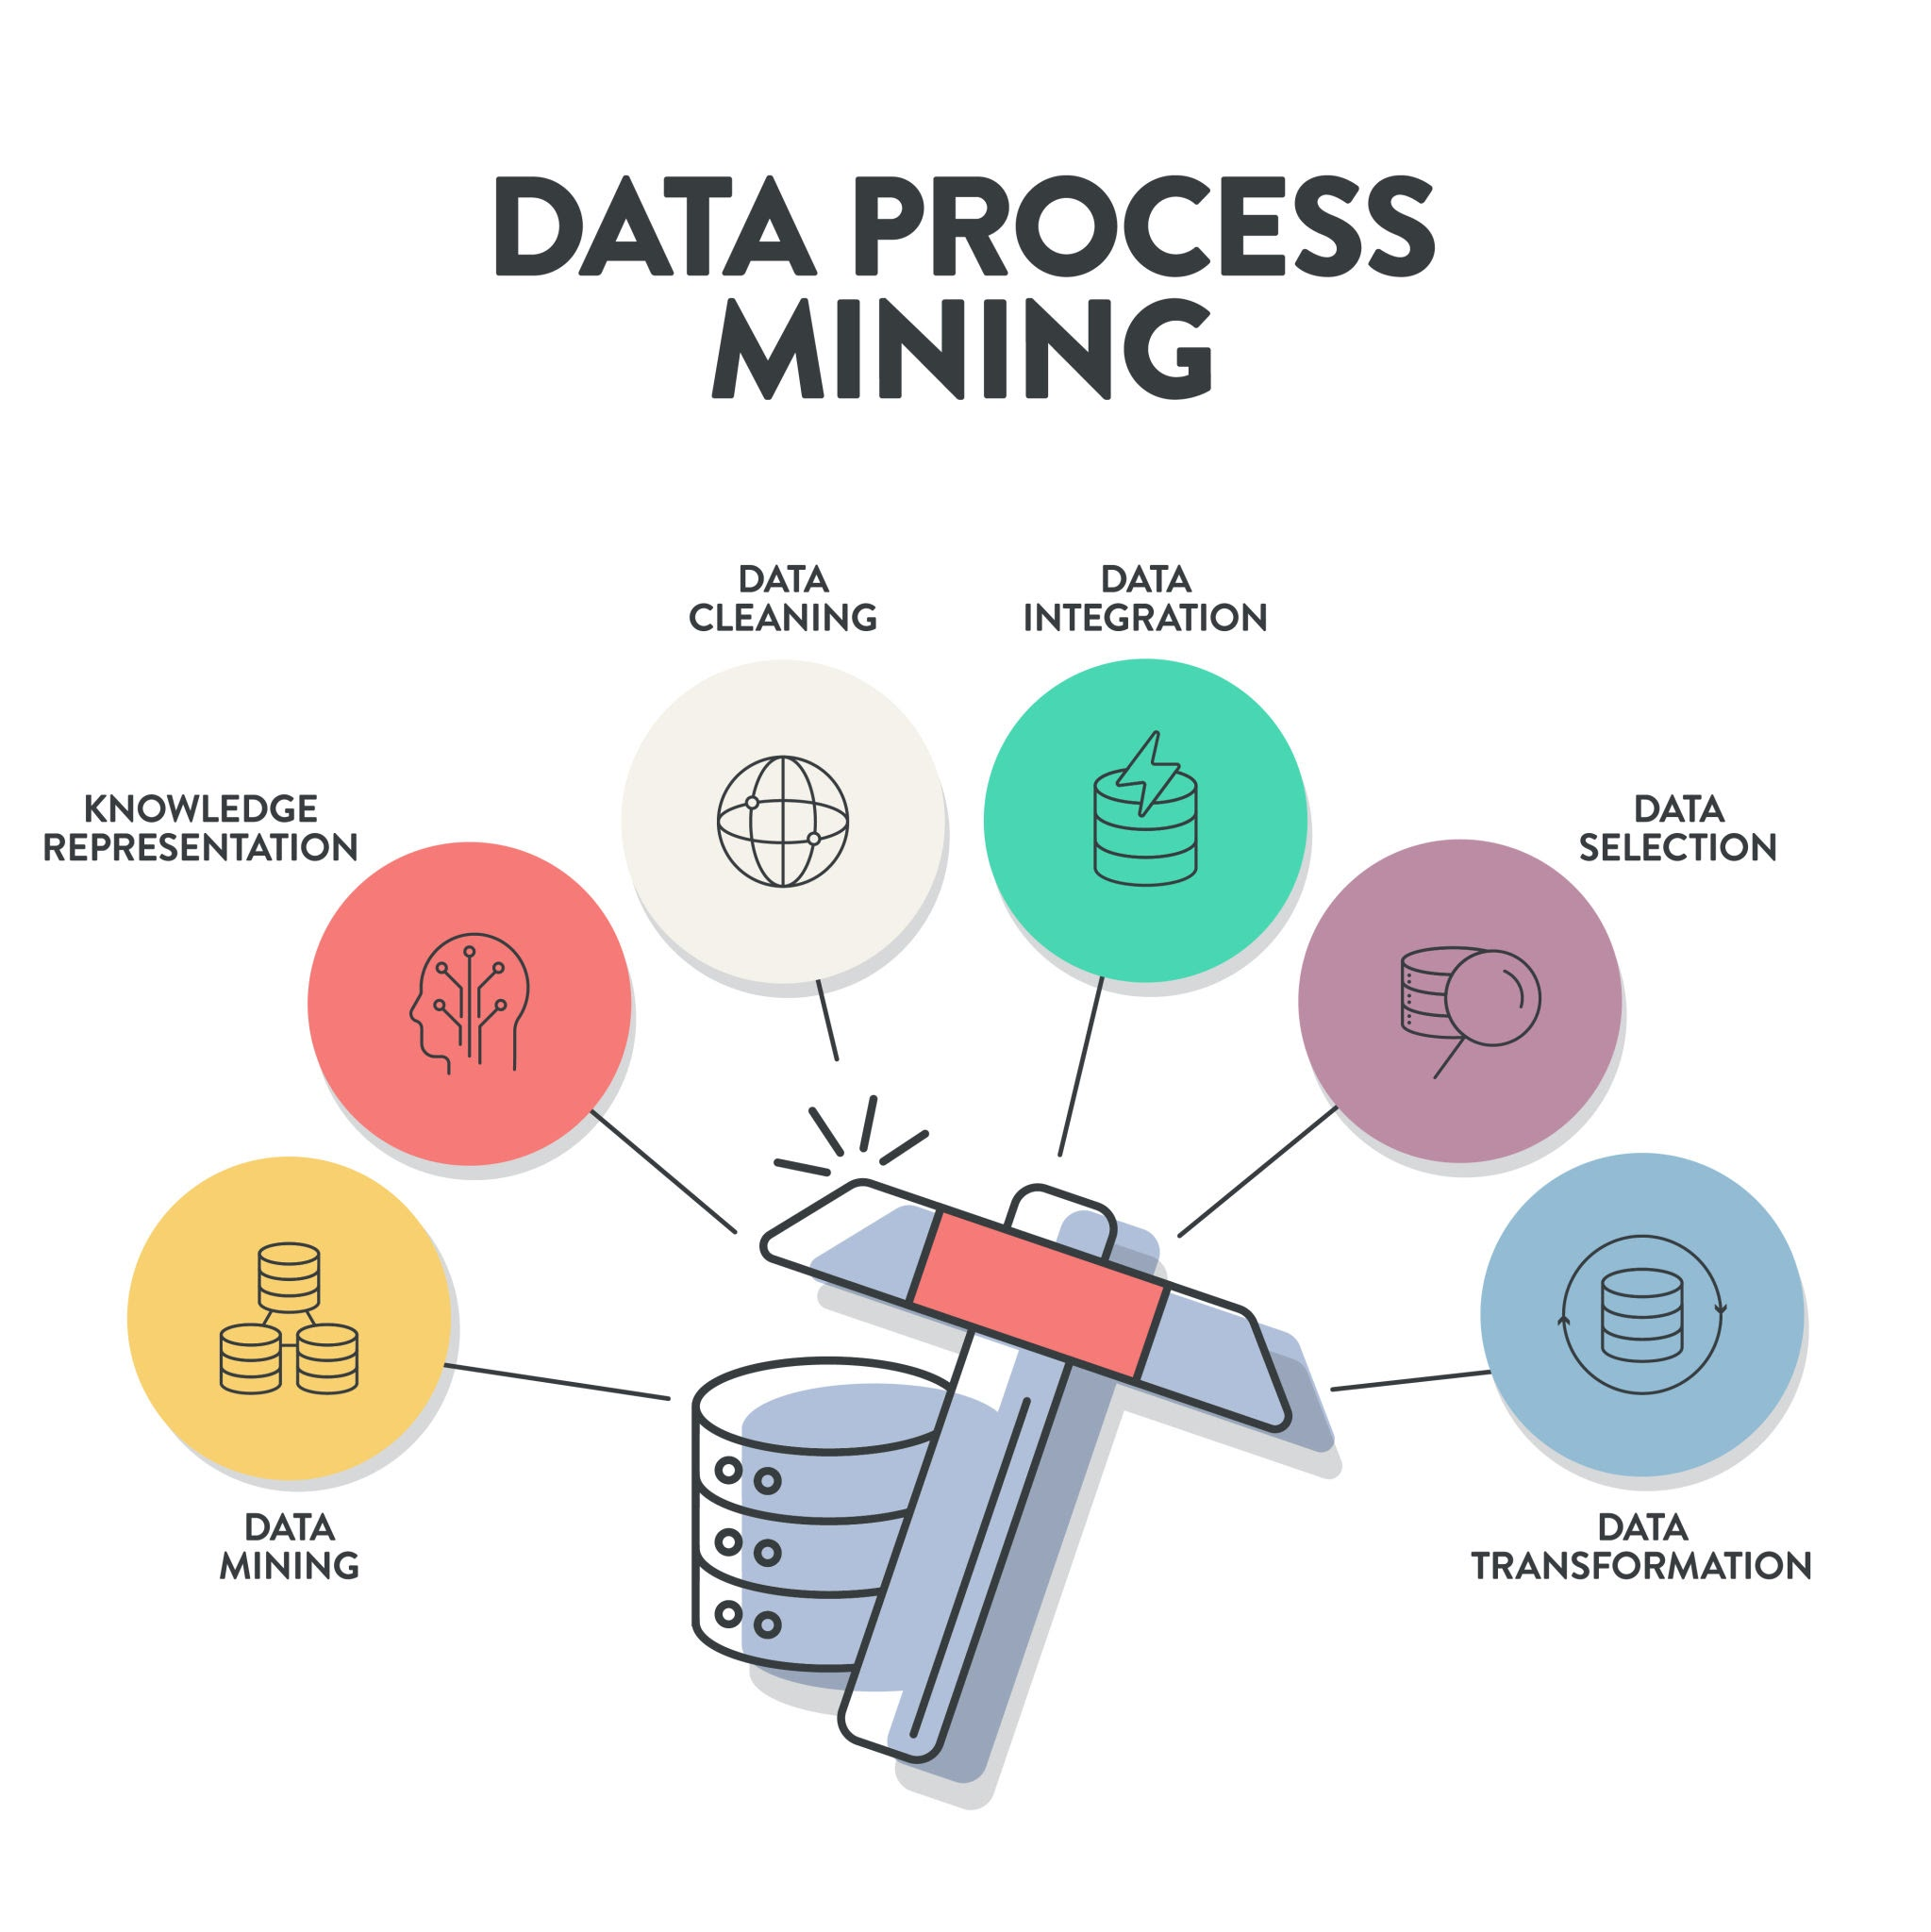 DATA PROCESS
MINING
DATA
CLEANING
DATA
INTEGRATION
KNOWLEDGE
REPRESENTATION
DATA
SELECTION
DATA
MINING
DATA
TRANSFORMATION